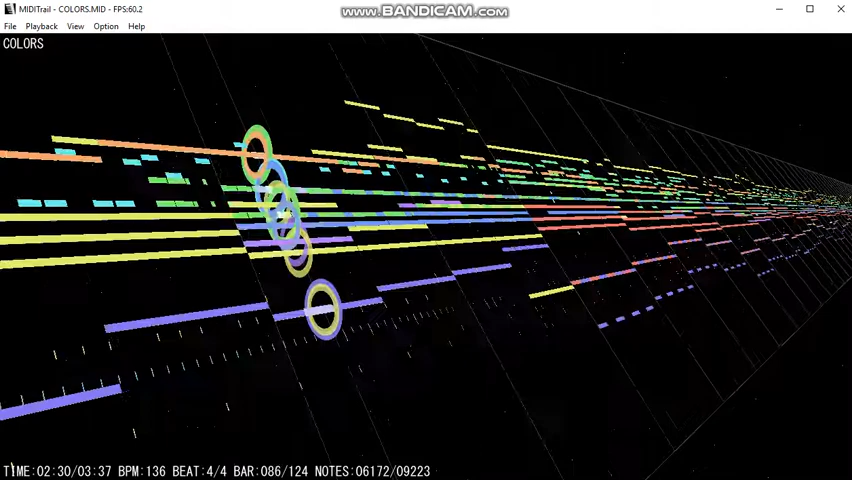 MIDITrail - COLORS.MID - FPS:60.2
www.BANDICAM.com
File Playback View Option Help
COLORS
TIME:02:30/03:37 BPM:136 BEAT:4/4 BAR:086/124 NOTES:06172/09223